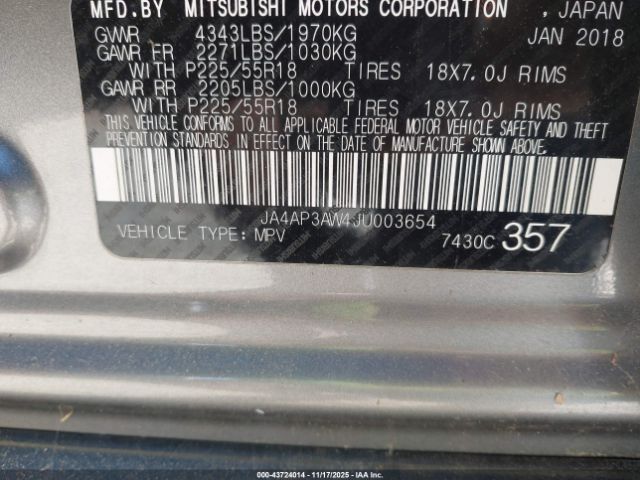 MFD.BY MITSUBISHI MOTORS CORPORATION , JAPAN
GVWR 4343LBS/1970KG JAN 2018
GAWR FR 2271LBS/1030KG
WITH P225/55R18 TIRES 18X7.0J RIMS
GAWR RR 2205LBS/1000KG
WITH P225/55R18 TIRES 18X7.0J RIMS
THIS VEHICLE CONFORMS TO ALL APPLICABLE FEDERAL MOTOR VEHICLE SAFETY AND THEFT
PREVENTION STANDARDS IN EFFECT ON THE DATE OF MANUFACTURE SHOWN ABOVE.
JA4AP3AW4JU003654
VEHICLE TYPE: MPV 7430C 357
000-43724014 - 11/17/2025 - IAA Inc.